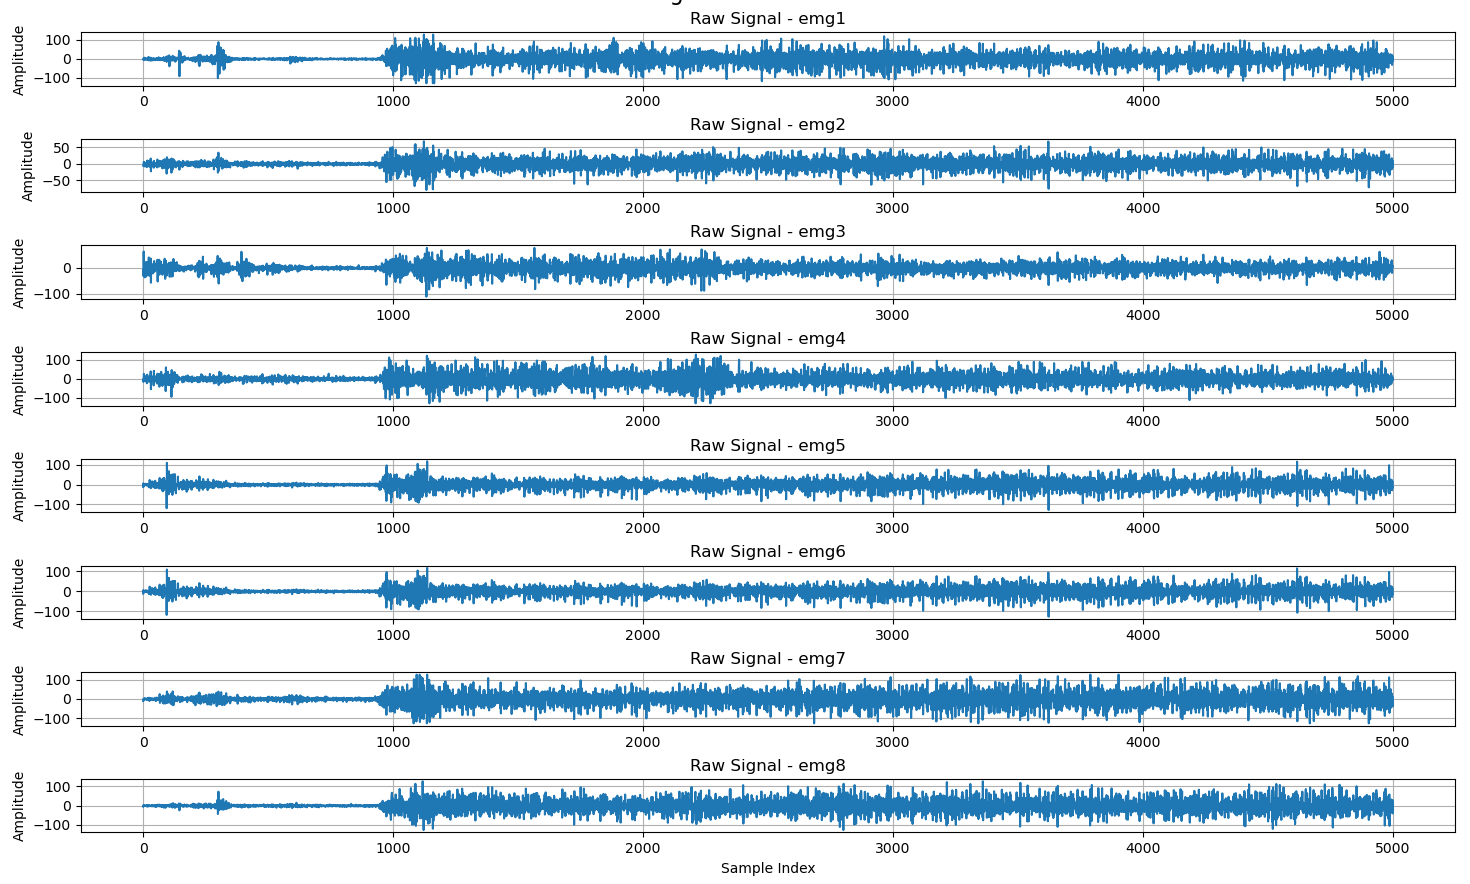 Raw Signal - emg1
Amplitude
100
0
−100
0 1000 2000 3000 4000 5000
Raw Signal - emg2
Amplitude
50
0
−50
0 1000 2000 3000 4000 5000
Raw Signal - emg3
Amplitude
0
−100
0 1000 2000 3000 4000 5000
Raw Signal - emg4
Amplitude
100
0
−100
0 1000 2000 3000 4000 5000
Raw Signal - emg5
Amplitude
100
0
−100
0 1000 2000 3000 4000 5000
Raw Signal - emg6
Amplitude
100
0
−100
0 1000 2000 3000 4000 5000
Raw Signal - emg7
Amplitude
100
0
−100
0 1000 2000 3000 4000 5000
Raw Signal - emg8
Amplitude
100
0
−100
0 1000 2000 3000 4000 5000
Sample Index